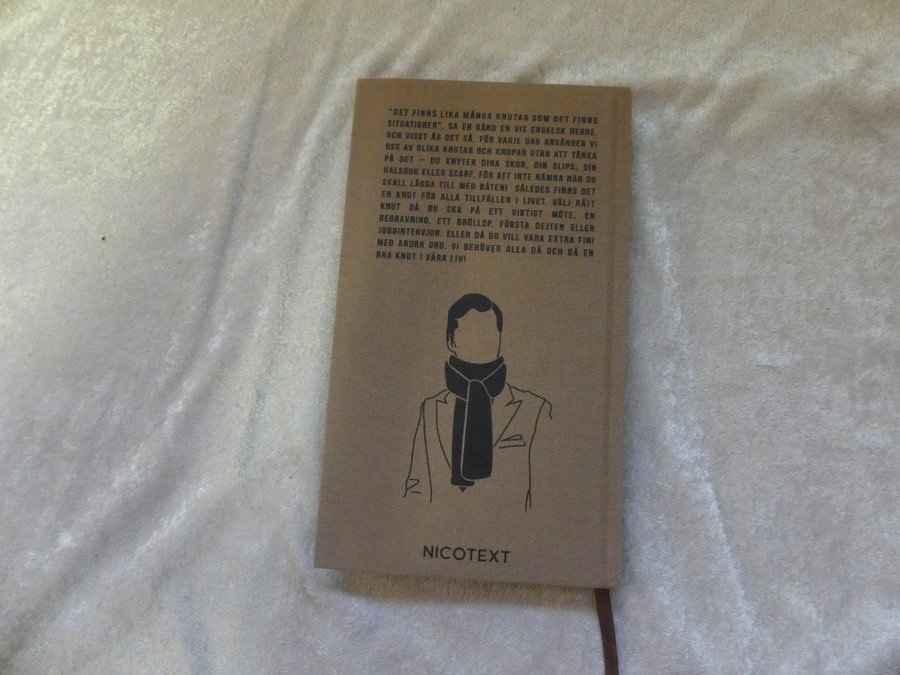 "DET FINNS LIKA MÅNGA KNUTAR SOM DET FINNS
SITUATIONER", SA EN GÅNG EN VIS ENGELSK HERRE.
OCH VISST ÄR DET SÅ, FÖR VARJE DAG ANVÄNDER VI
OSS AV OLIKA KNUTAR OCH KNOPAR UTAN ATT TÄNKA
PÅ DET – DU KNYTER DINA SKOR, DIN SLIPS, DIN
HALSDUK ELLER SCARF, FÖR ATT INTE NÄMNA NÄR DU
SKALL LÄGGA TILL MED BÅTEN! SÅLEDES FINNS DET
EN KNUT FÖR ALLA TILLFÄLLEN I LIVET. VÄLJ RÄTT
KNUT DÅ DU SKA PÅ ETT VIKTIGT MÖTE, EN
BEGRAVNING, ETT BRÖLLOP, FÖRSTA DEJTEN ELLER
JOBBINTERVJUN. ELLER DÅ DU VILL VARA EXTRA FIN!
MED ANDRA ORD, VI BEHÖVER ALLA DÅ OCH DÅ EN
BRA KNUT I VÅRA LIV!
NICOTEXT